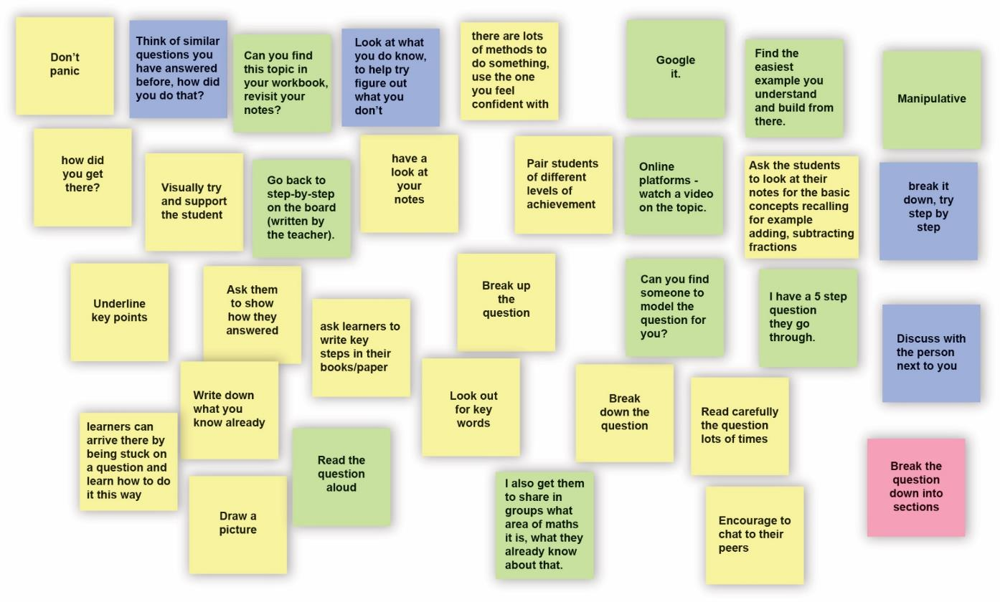 Don't
panic
Think of similar
questions you
have answered
before, how did
you do that?
Can you find
this topic in
your workbook,
revisit your
notes?
Look at what
you do know,
to help try
figure out
what you
don't
there are lots
of methods to
do something,
use the one
you feel
confident with
Google
it.
Find the
easiest
example you
understand
and build from
there.
Manipulative
how did
you get
there?
Visually try
and support
the student
Go back to
step-by-step
on the board
(written by
the teacher).
have a
look at
your
notes
Pair students
of different
levels of
achievement
Online
platforms -
watch a video
on the topic.
Ask the students
to look at their
notes for the basic
concepts recalling
for example
adding, subtracting
fractions
break it
down, try
step by
step
Underline
key points
Ask them
to show
how they
answered
ask learners to
write key
steps in their
books/paper
Break up
the
question
Can you find
someone to
model the
question for
you?
I have a 5 step
question
they go
through.
Discuss with
the person
next to you
Write down
what you
know already
Look out
for key
words
Break
down the
question
Read carefully
the question
lots of times
learners can
arrive there by
being stuck on
a question and
learn how to do
it this way
Read the
question
aloud
Break the
question
down into
sections
Draw a
picture
I also get them
to share in
groups what
area of maths
it is, what they
already know
about that.
Encourage to
chat to their
peers